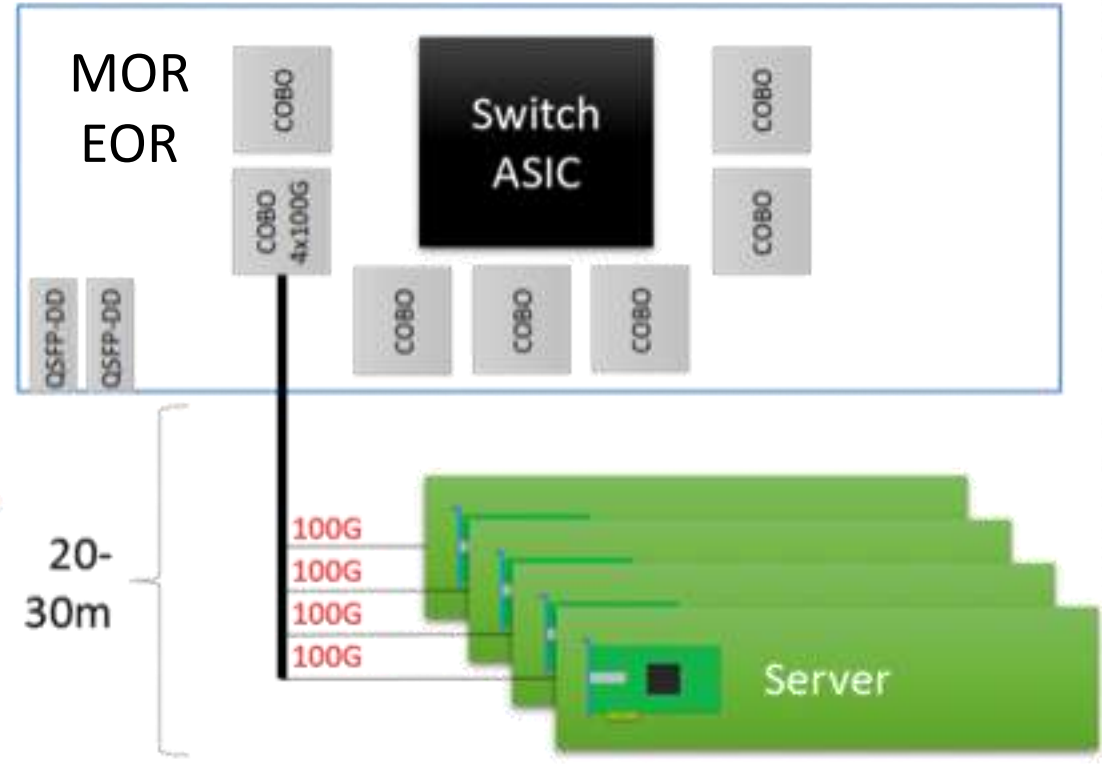 MOR
EOR
COBO
Switch
ASIC
COBO
COBO
4x100G
COBO
QSFP-DD
QSFP-DD
COBO
COBO
COBO
20-
30m
100G
100G
100G
100G
Server